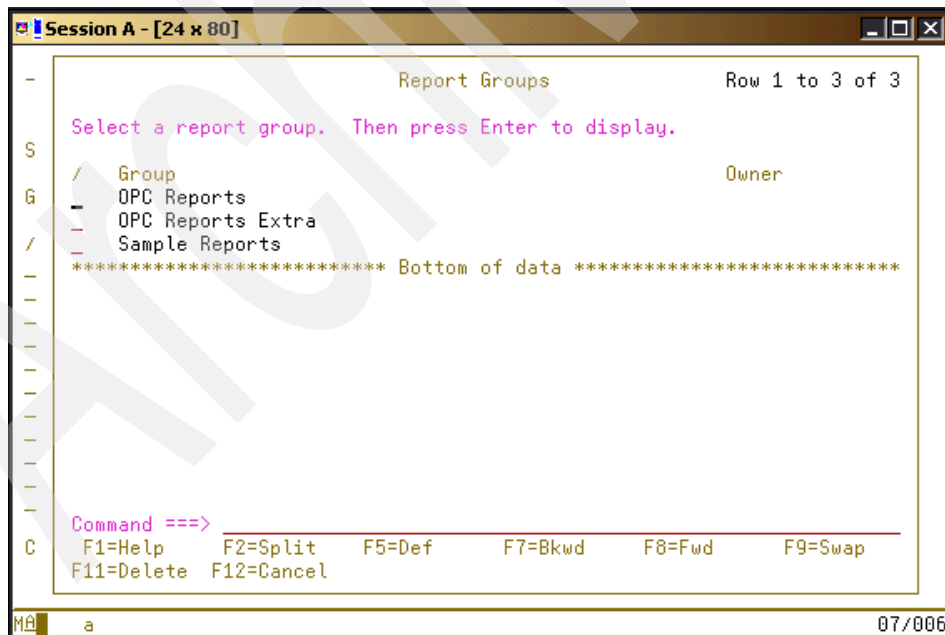 Session A - [24 x 80]
Report Groups Row 1 to 3 of 3
Select a report group. Then press Enter to display.
S
/ Group Owner
G _ OPC Reports
_ OPC Reports Extra
/ _ Sample Reports
*************************** Bottom of data ****************************
Command ===>
C F1=Help F2=Split F5=Def F7=Bkwd F8=Fwd F9=Swap
F11=Delete F12=Cancel
MA a 07/006